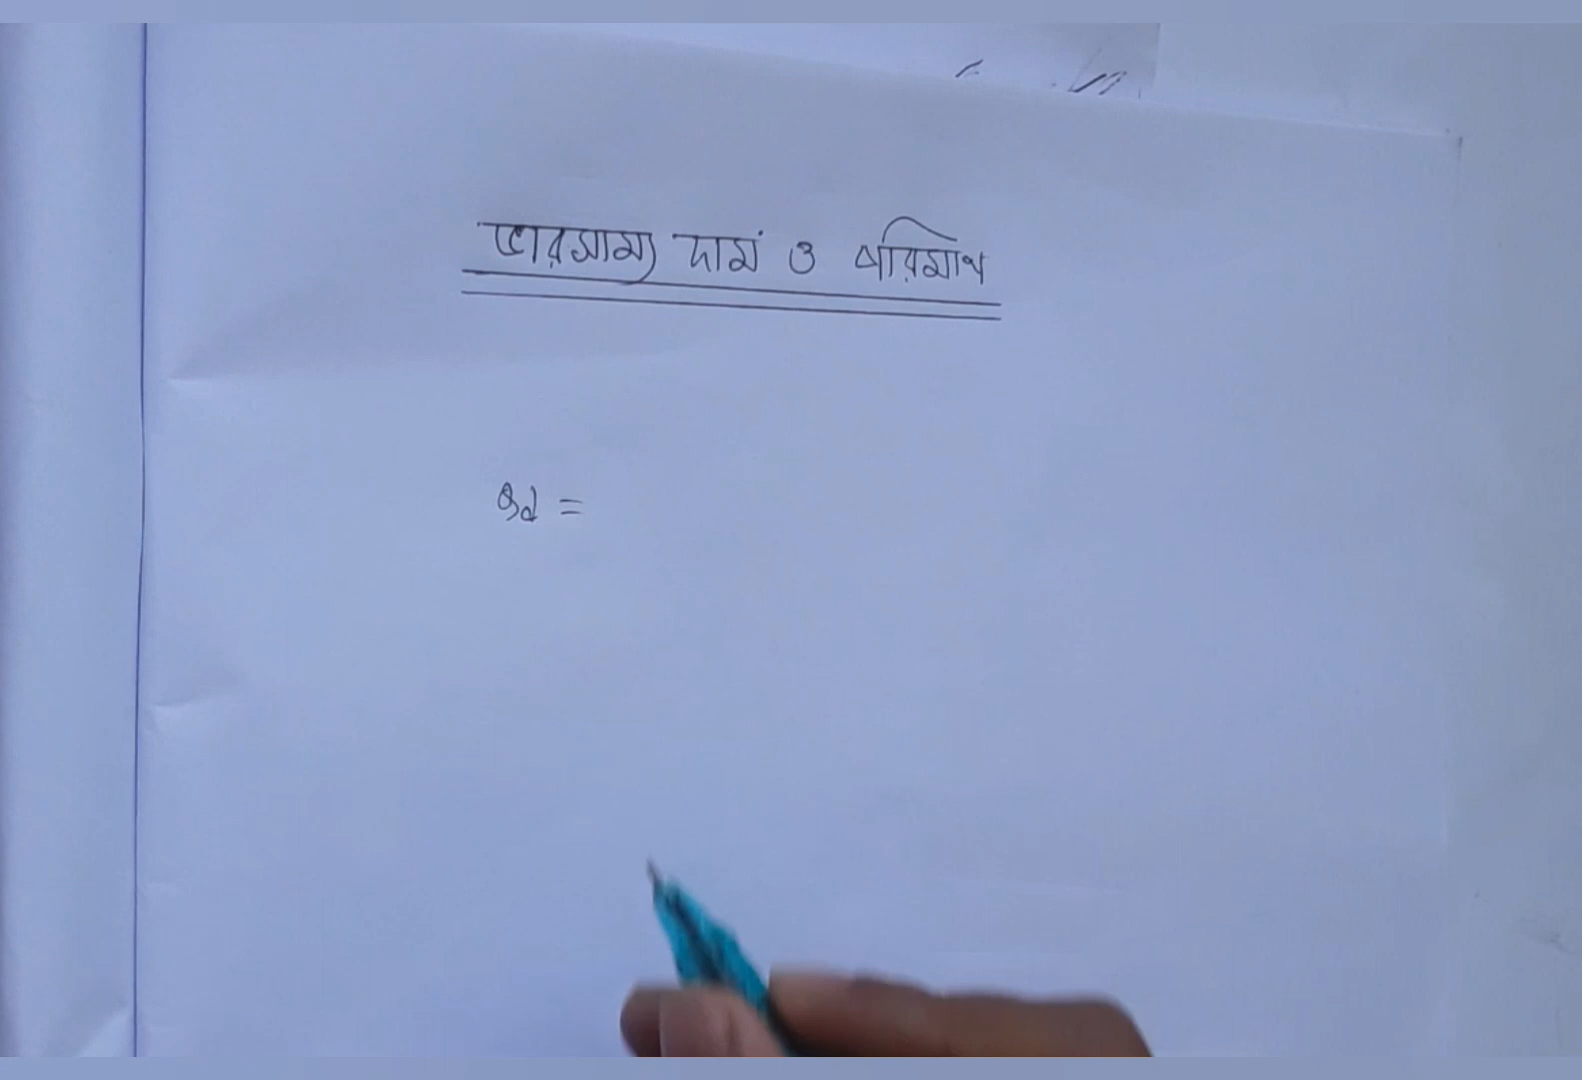 ভারসাম্য দাম ও পরিমাণ
Qd =